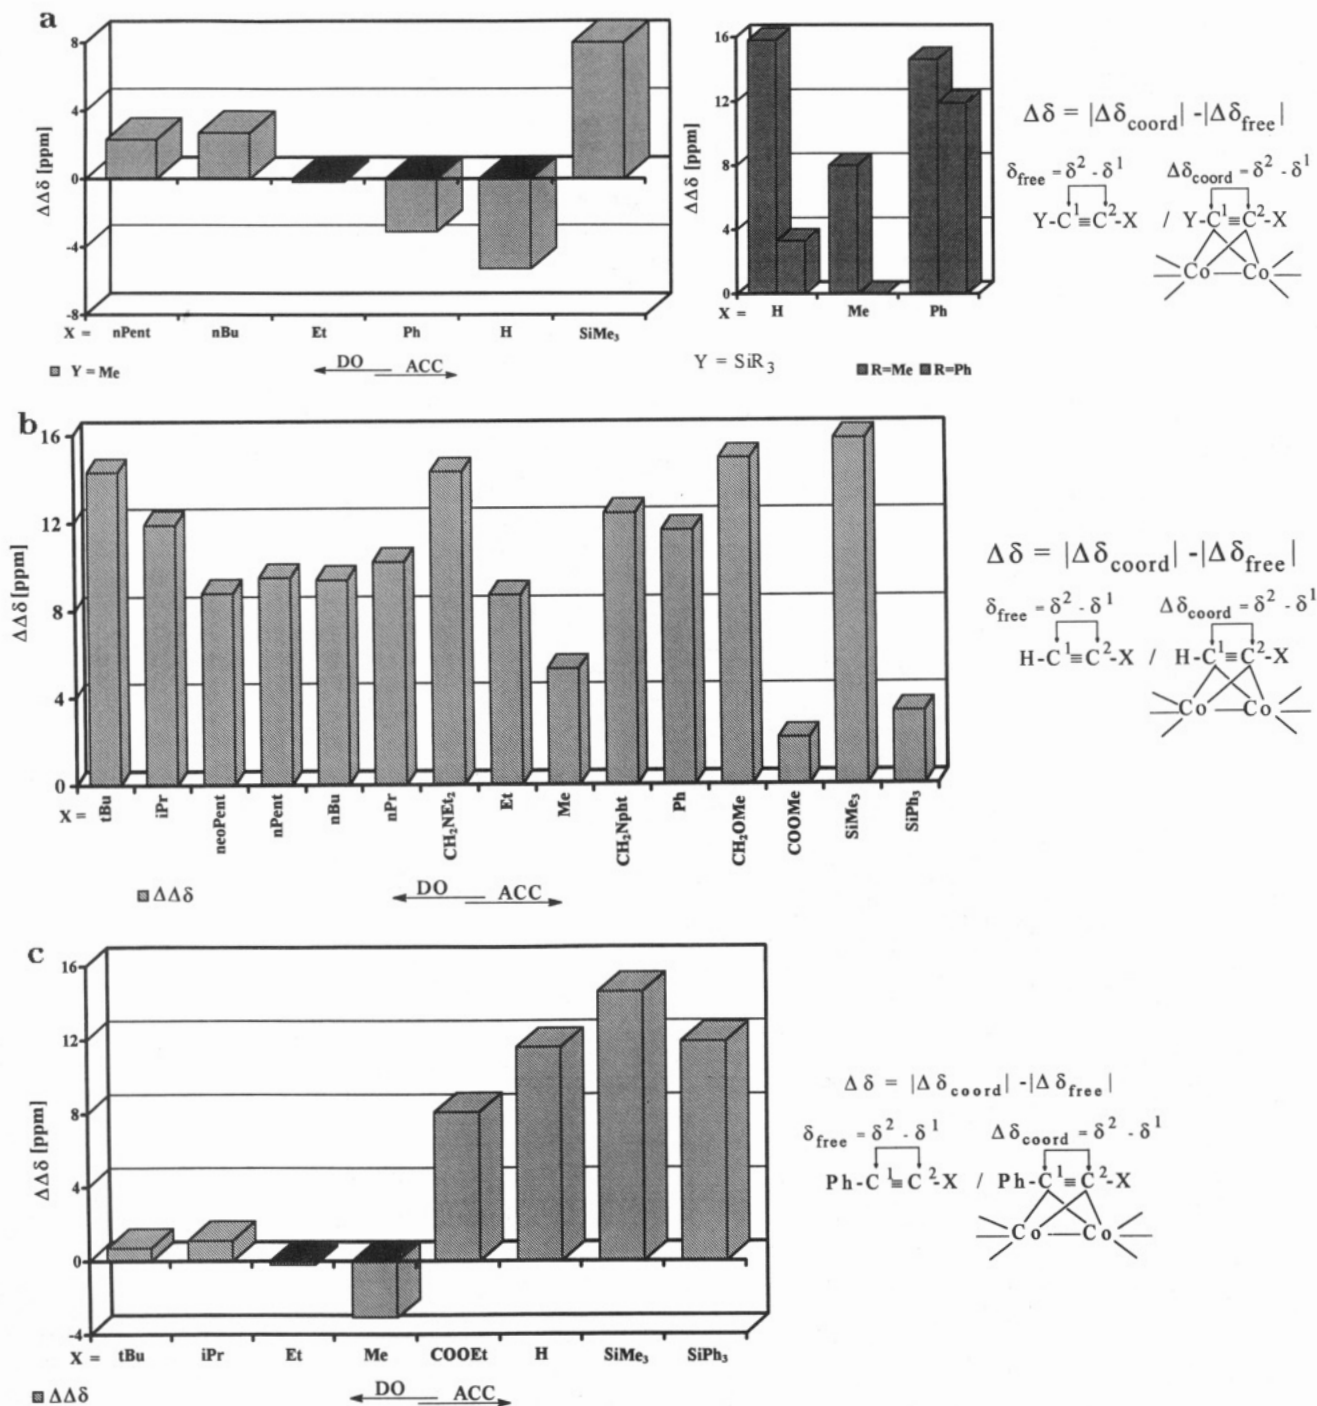 a
8
4
0
-4
-8
ΔΔδ [ppm]
X = nPent nBu Et Ph H SiMe₃
DO ACC
Y = Me
16
12
8
4
0
ΔΔδ [ppm]
X = H Me Ph
Y = SiR₃
R=Me R=Ph
Δδ = |Δδcoord| -|Δδfree|
δfree = δ² - δ¹ Δδcoord = δ² - δ¹
Y-C¹≡C²-X / Y-C¹≡C²-X
Co Co
b
16
12
8
4
0
ΔΔδ [ppm]
X = tBu iPr neoPent nPent nBu nPr CH₂NEt₂ Et Me CH₂Npht Ph CH₂OMe COOMe SiMe₃ SiPh₃
DO ACC
ΔΔδ
Δδ = |Δδcoord| -|Δδfree|
δfree = δ² - δ¹ Δδcoord = δ² - δ¹
H-C¹≡C²-X / H-C¹≡C²-X
Co Co
c
16
12
8
4
0
-4
ΔΔδ [ppm]
X = tBu iPr Et Me COOEt H SiMe₃ SiPh₃
DO ACC
ΔΔδ
Δδ = |Δδcoord| -|Δδfree|
δfree = δ² - δ¹ Δδcoord = δ² - δ¹
Ph-C¹≡C²-X / Ph-C¹≡C²-X
Co Co